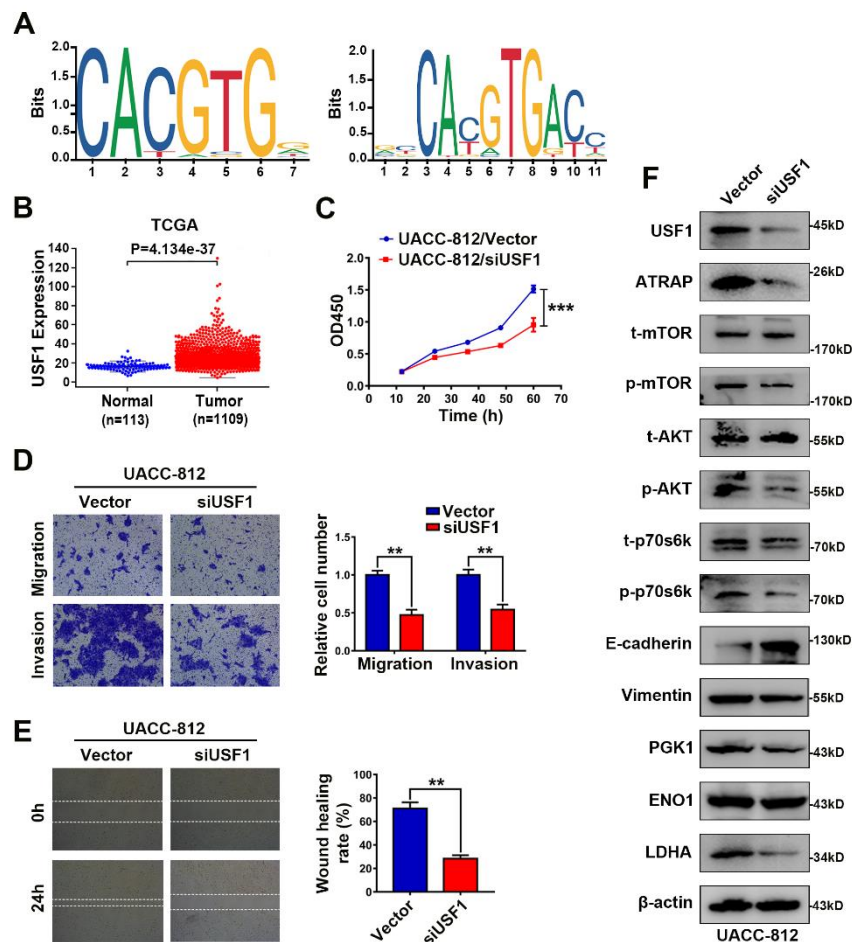 A
Bits
2.0
1.5
1.0
0.5
0.0
CACGTG
1 2 3 4 5 6 7
Bits
2.0
1.5
1.0
0.5
0.0
CACGTGACC
1 2 3 4 5 6 7 8 9 10 11
B
TCGA
P=4.134e-37
USF1 Expression
140
120
100
80
60
40
20
0
Normal
(n=113)
Tumor
(n=1109)
C
UACC-812/Vector
UACC-812/siUSF1
OD450
2.0
1.5
1.0
0.5
0.0
***
0 10 20 30 40 50 60 70
Time (h)
D
UACC-812
Vector siUSF1
Migration
Invasion
Vector
siUSF1
Relative cell number
1.5
1.0
0.5
0.0
** **
Migration Invasion
E
UACC-812
Vector siUSF1
0h
24h
Wound healing
rate (%)
100
80
60
40
20
0
**
Vector
siUSF1
F
Vector siUSF1
USF1 -45kD
ATRAP -26kD
t-mTOR -170kD
p-mTOR -170kD
t-AKT -55kD
p-AKT -55kD
t-p70s6k -70kD
p-p70s6k -70kD
E-cadherin -130kD
Vimentin -55kD
PGK1 -43kD
ENO1 -43kD
LDHA -34kD
β-actin -43kD
UACC-812